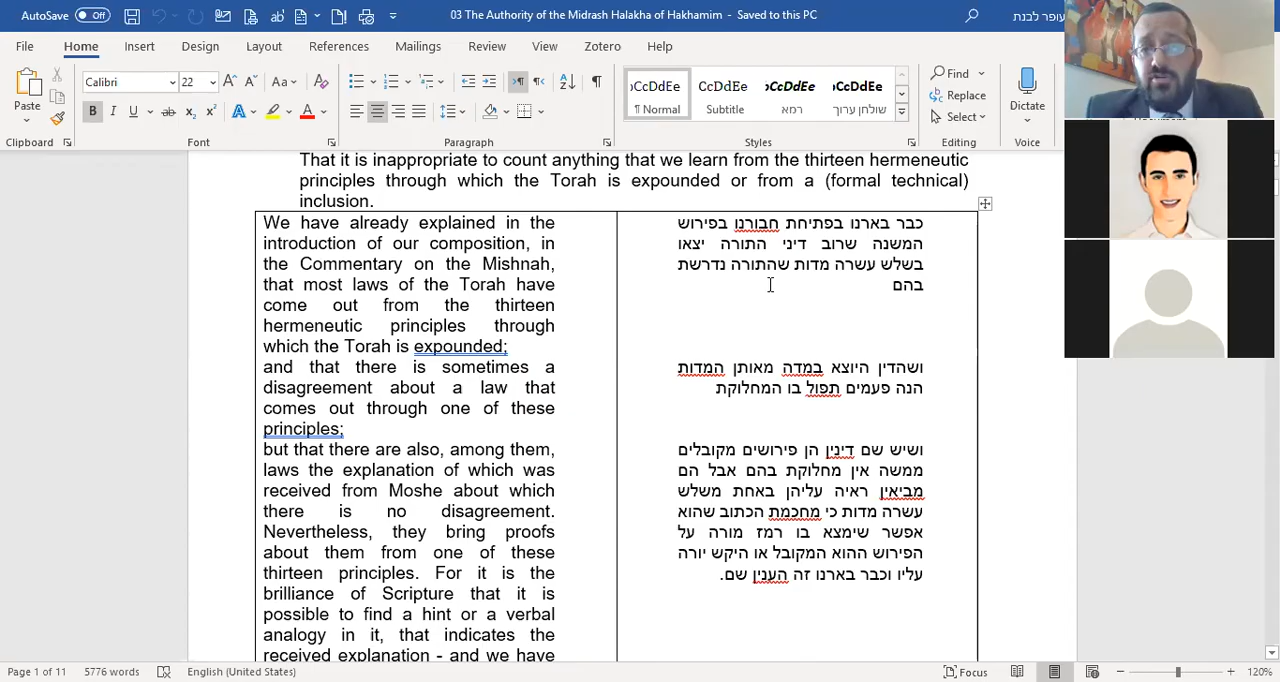 AutoSave Off 03 The Authority of the Midrash Halakha of Hakhamim - Saved to this PC עופר לבנת
File Home Insert Design Layout References Mailings Review View Zotero Help
Paste
Calibri 22
Clipboard Font Paragraph Styles Editing Voice
CcDdEe CcDdEe CcDdEe CcDdEe
¶ Normal Subtitle רמא שולחן ערוך
Find
Replace
Select
Dictate
That it is inappropriate to count anything that we learn from the thirteen hermeneutic
principles through which the Torah is expounded or from a (formal technical)
inclusion.
We have already explained in the
introduction of our composition, in
the Commentary on the Mishnah,
that most laws of the Torah have
come out from the thirteen
hermeneutic principles through
which the Torah is expounded;
and that there is sometimes a
disagreement about a law that
comes out through one of these
principles;
but that there are also, among them,
laws the explanation of which was
received from Moshe about which
there is no disagreement.
Nevertheless, they bring proofs
about them from one of these
thirteen principles. For it is the
brilliance of Scripture that it is
possible to find a hint or a verbal
analogy in it, that indicates the
received explanation - and we have
כבר בארנו בפתיחת חבורנו בפירוש
המשנה שרוב דיני התורה יצאו
בשלש עשרה מדות שהתורה נדרשת
בהם
ושהדין היוצא במדה מאותן המדות
הנה פעמים תפול בו המחלוקת
ושיש שם דינין הן פירושים מקובלים
ממשה אין מחלוקת בהם אבל הם
מביאין ראיה עליהן באחת משלש
עשרה מדות כי מחכמת הכתוב שהוא
אפשר שימצא בו רמז מורה על
הפירוש ההוא המקובל או היקש יורה
עליו וכבר בארנו זה הענין שם.
Page 1 of 11 5776 words English (United States) Focus 120%